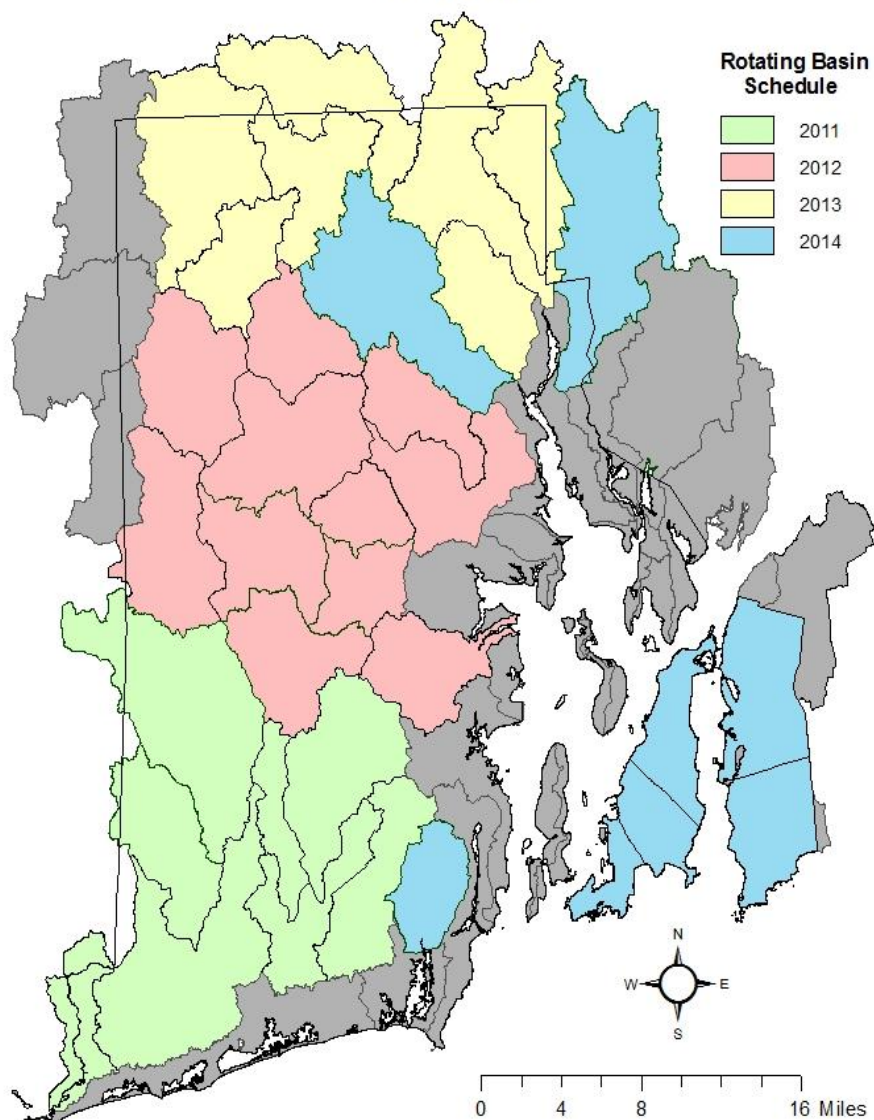 Rotating Basin
Schedule
2011
2012
2013
2014
N
W E
S
0 4 8 16 Miles